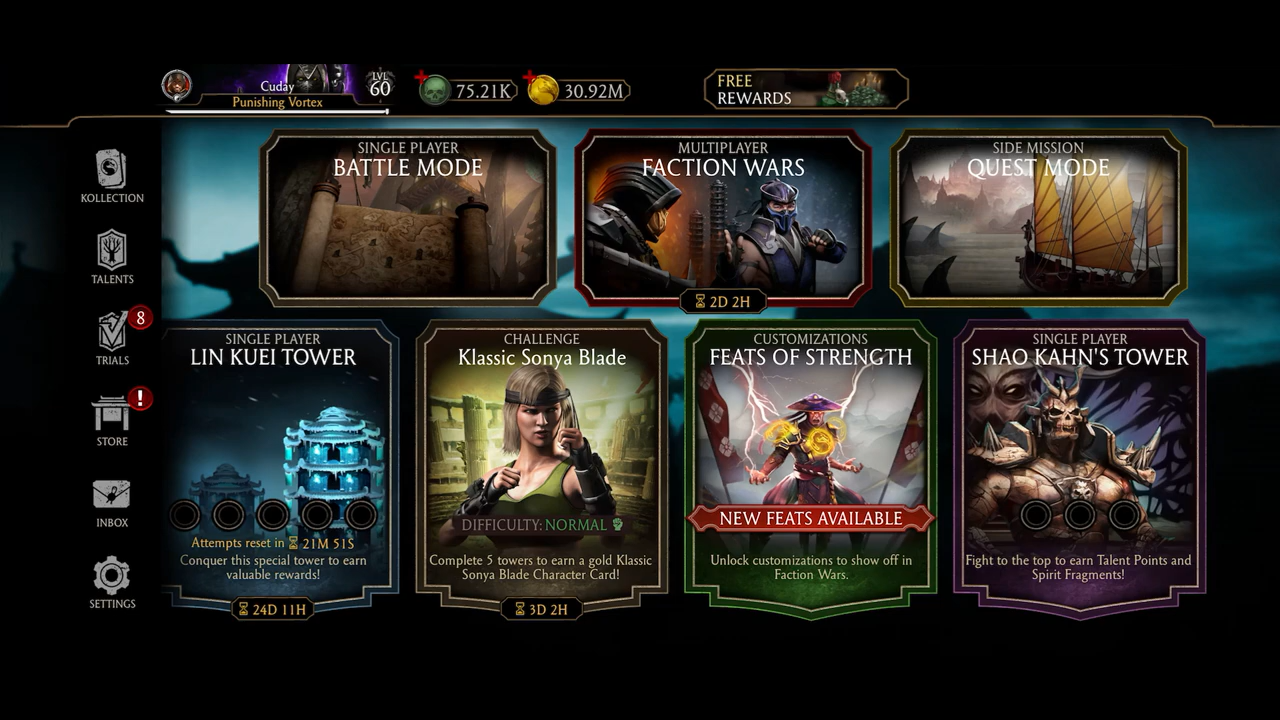 Cuday
Punishing Vortex
LVL
60
75.21K
30.92M
FREE
REWARDS
KOLLECTION
TALENTS
8
TRIALS
!
STORE
INBOX
SETTINGS
SINGLE PLAYER
BATTLE MODE
MULTIPLAYER
FACTION WARS
2D 2H
SIDE MISSION
QUEST MODE
SINGLE PLAYER
LIN KUEI TOWER
Attempts reset in 21M 51S
Conquer this special tower to earn
valuable rewards!
24D 11H
CHALLENGE
Klassic Sonya Blade
DIFFICULTY: NORMAL
Complete 5 towers to earn a gold Klassic
Sonya Blade Character Card!
3D 2H
CUSTOMIZATIONS
FEATS OF STRENGTH
NEW FEATS AVAILABLE
Unlock customizations to show off in
Faction Wars.
SINGLE PLAYER
SHAO KAHN'S TOWER
Fight to the top to earn Talent Points and
Spirit Fragments!